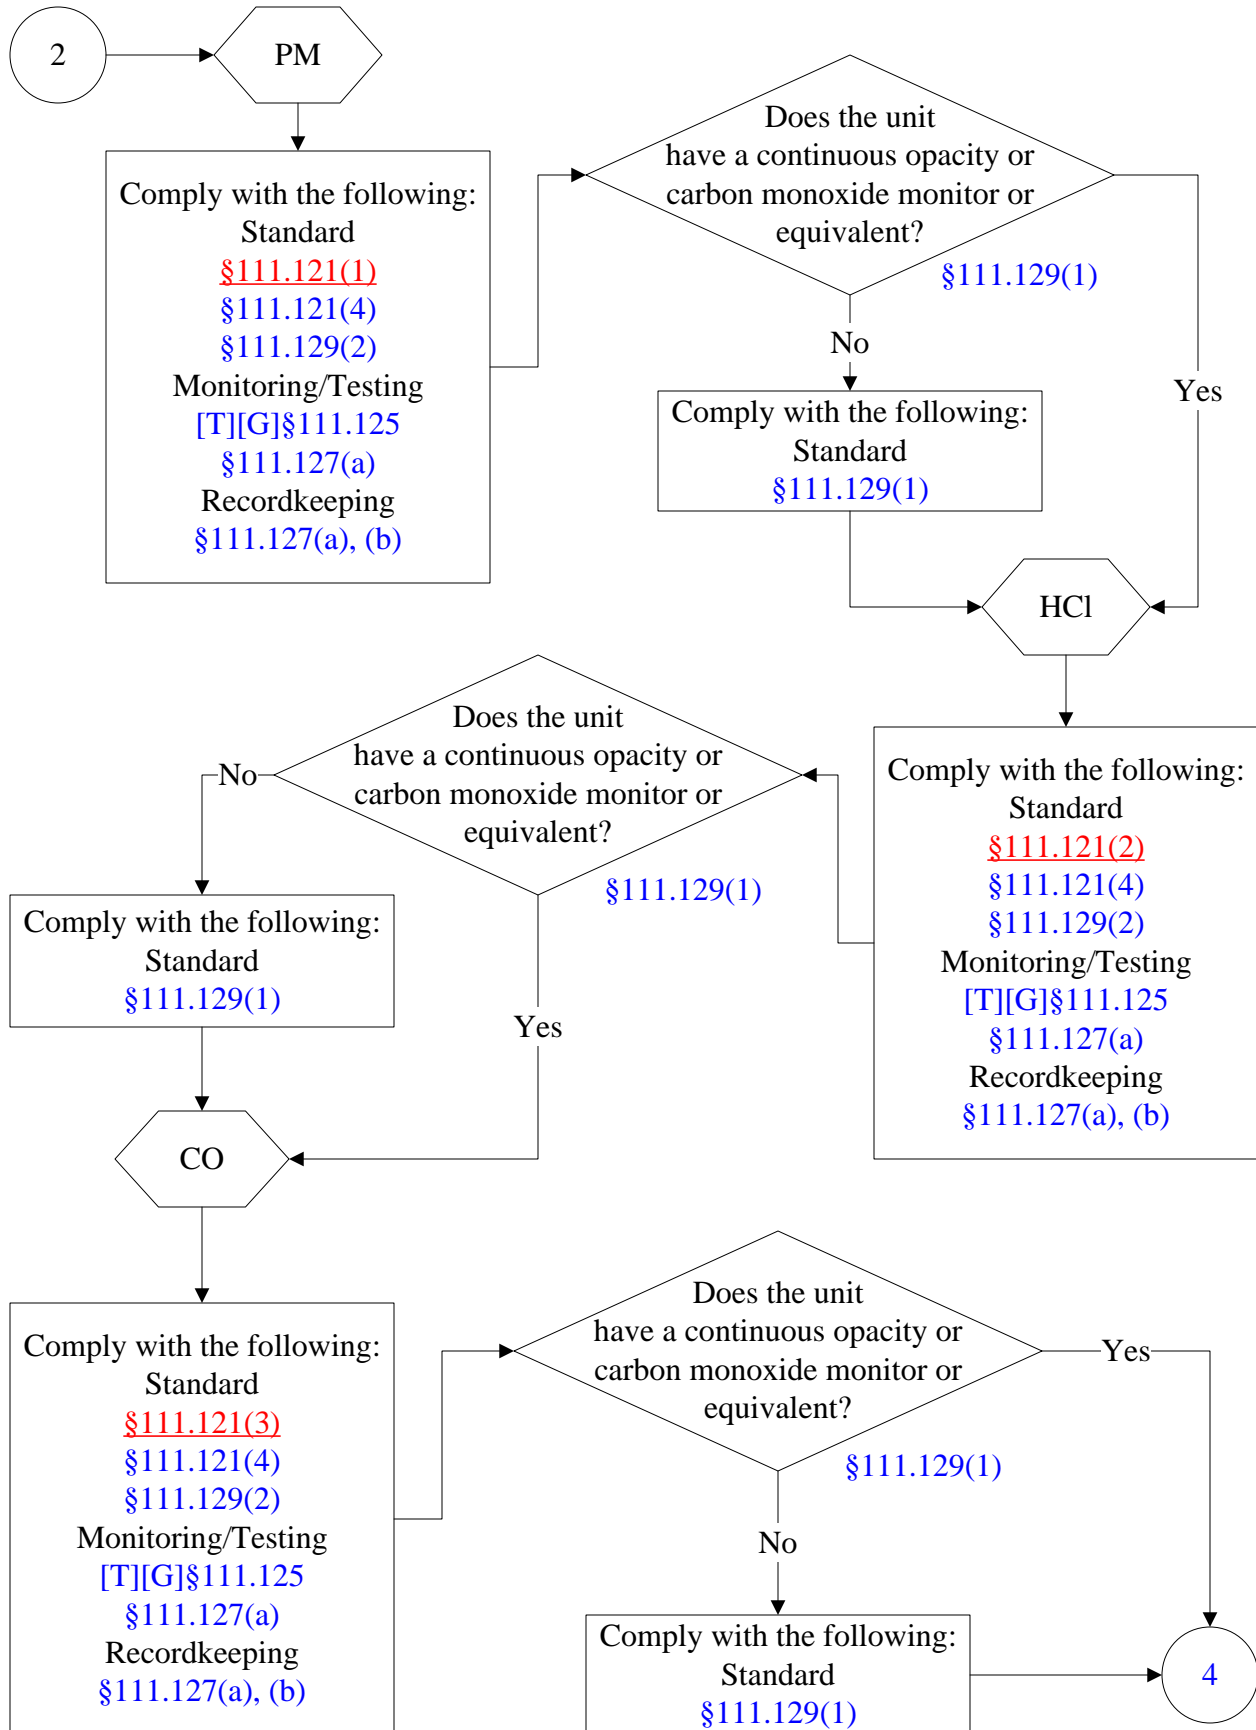 2
PM
Comply with the following:
Standard
§111.121(1)
§111.121(4)
§111.129(2)
Monitoring/Testing
[T][G]§111.125
§111.127(a)
Recordkeeping
§111.127(a), (b)
Does the unit
have a continuous opacity or
carbon monoxide monitor or
equivalent?
§111.129(1)
No
Yes
Comply with the following:
Standard
§111.129(1)
HCl
Comply with the following:
Standard
§111.121(2)
§111.121(4)
§111.129(2)
Monitoring/Testing
[T][G]§111.125
§111.127(a)
Recordkeeping
§111.127(a), (b)
Does the unit
have a continuous opacity or
carbon monoxide monitor or
equivalent?
§111.129(1)
No
Yes
Comply with the following:
Standard
§111.129(1)
CO
Comply with the following:
Standard
§111.121(3)
§111.121(4)
§111.129(2)
Monitoring/Testing
[T][G]§111.125
§111.127(a)
Recordkeeping
§111.127(a), (b)
Does the unit
have a continuous opacity or
carbon monoxide monitor or
equivalent?
§111.129(1)
Yes
No
Comply with the following:
Standard
§111.129(1)
4